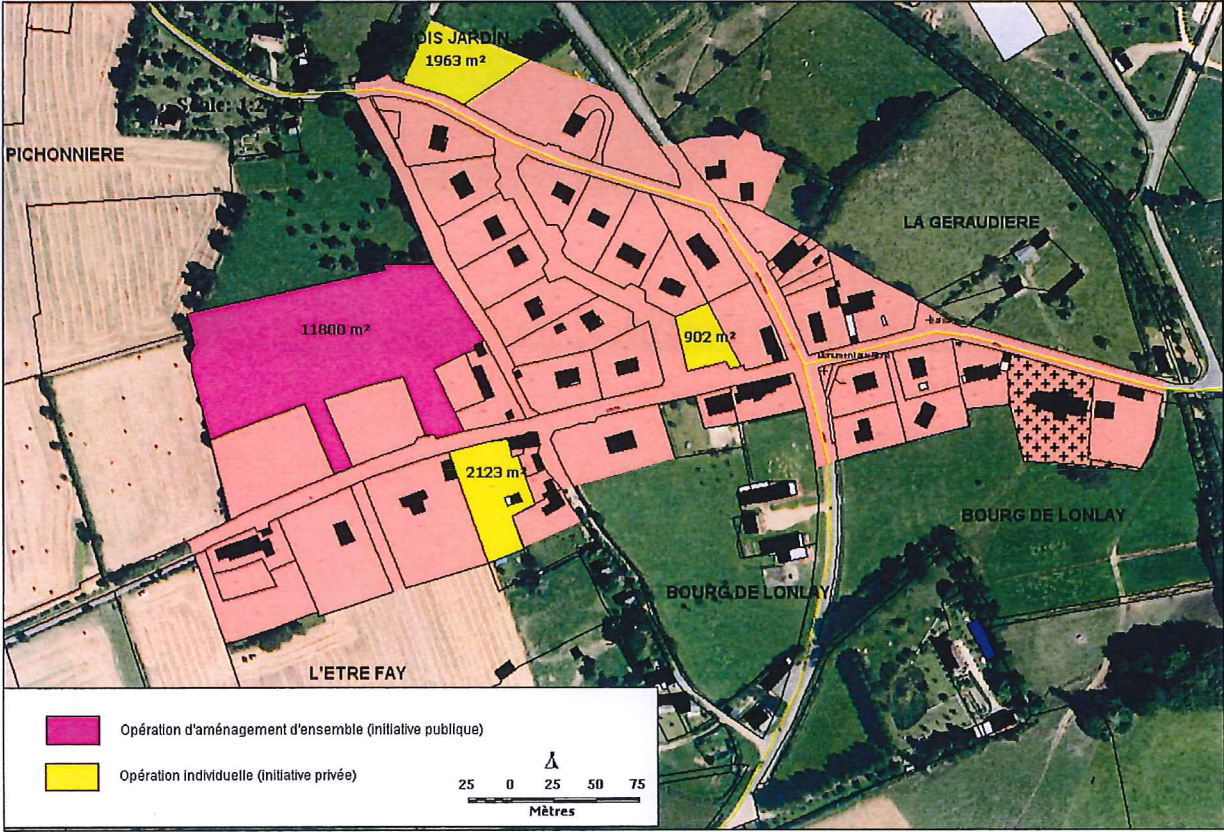 OIS JARDIN
1963 m²
PICHONNIERE
LA GERAUDIERE
11800 m²
902 m²
2123 m²
BOURG DE LONLAY
BOURG DE LONLAY
L'ETRE FAY
Opération d'aménagement d'ensemble (initiative publique)
Opération individuelle (initiative privée)
25 0 25 50 75
Mètres